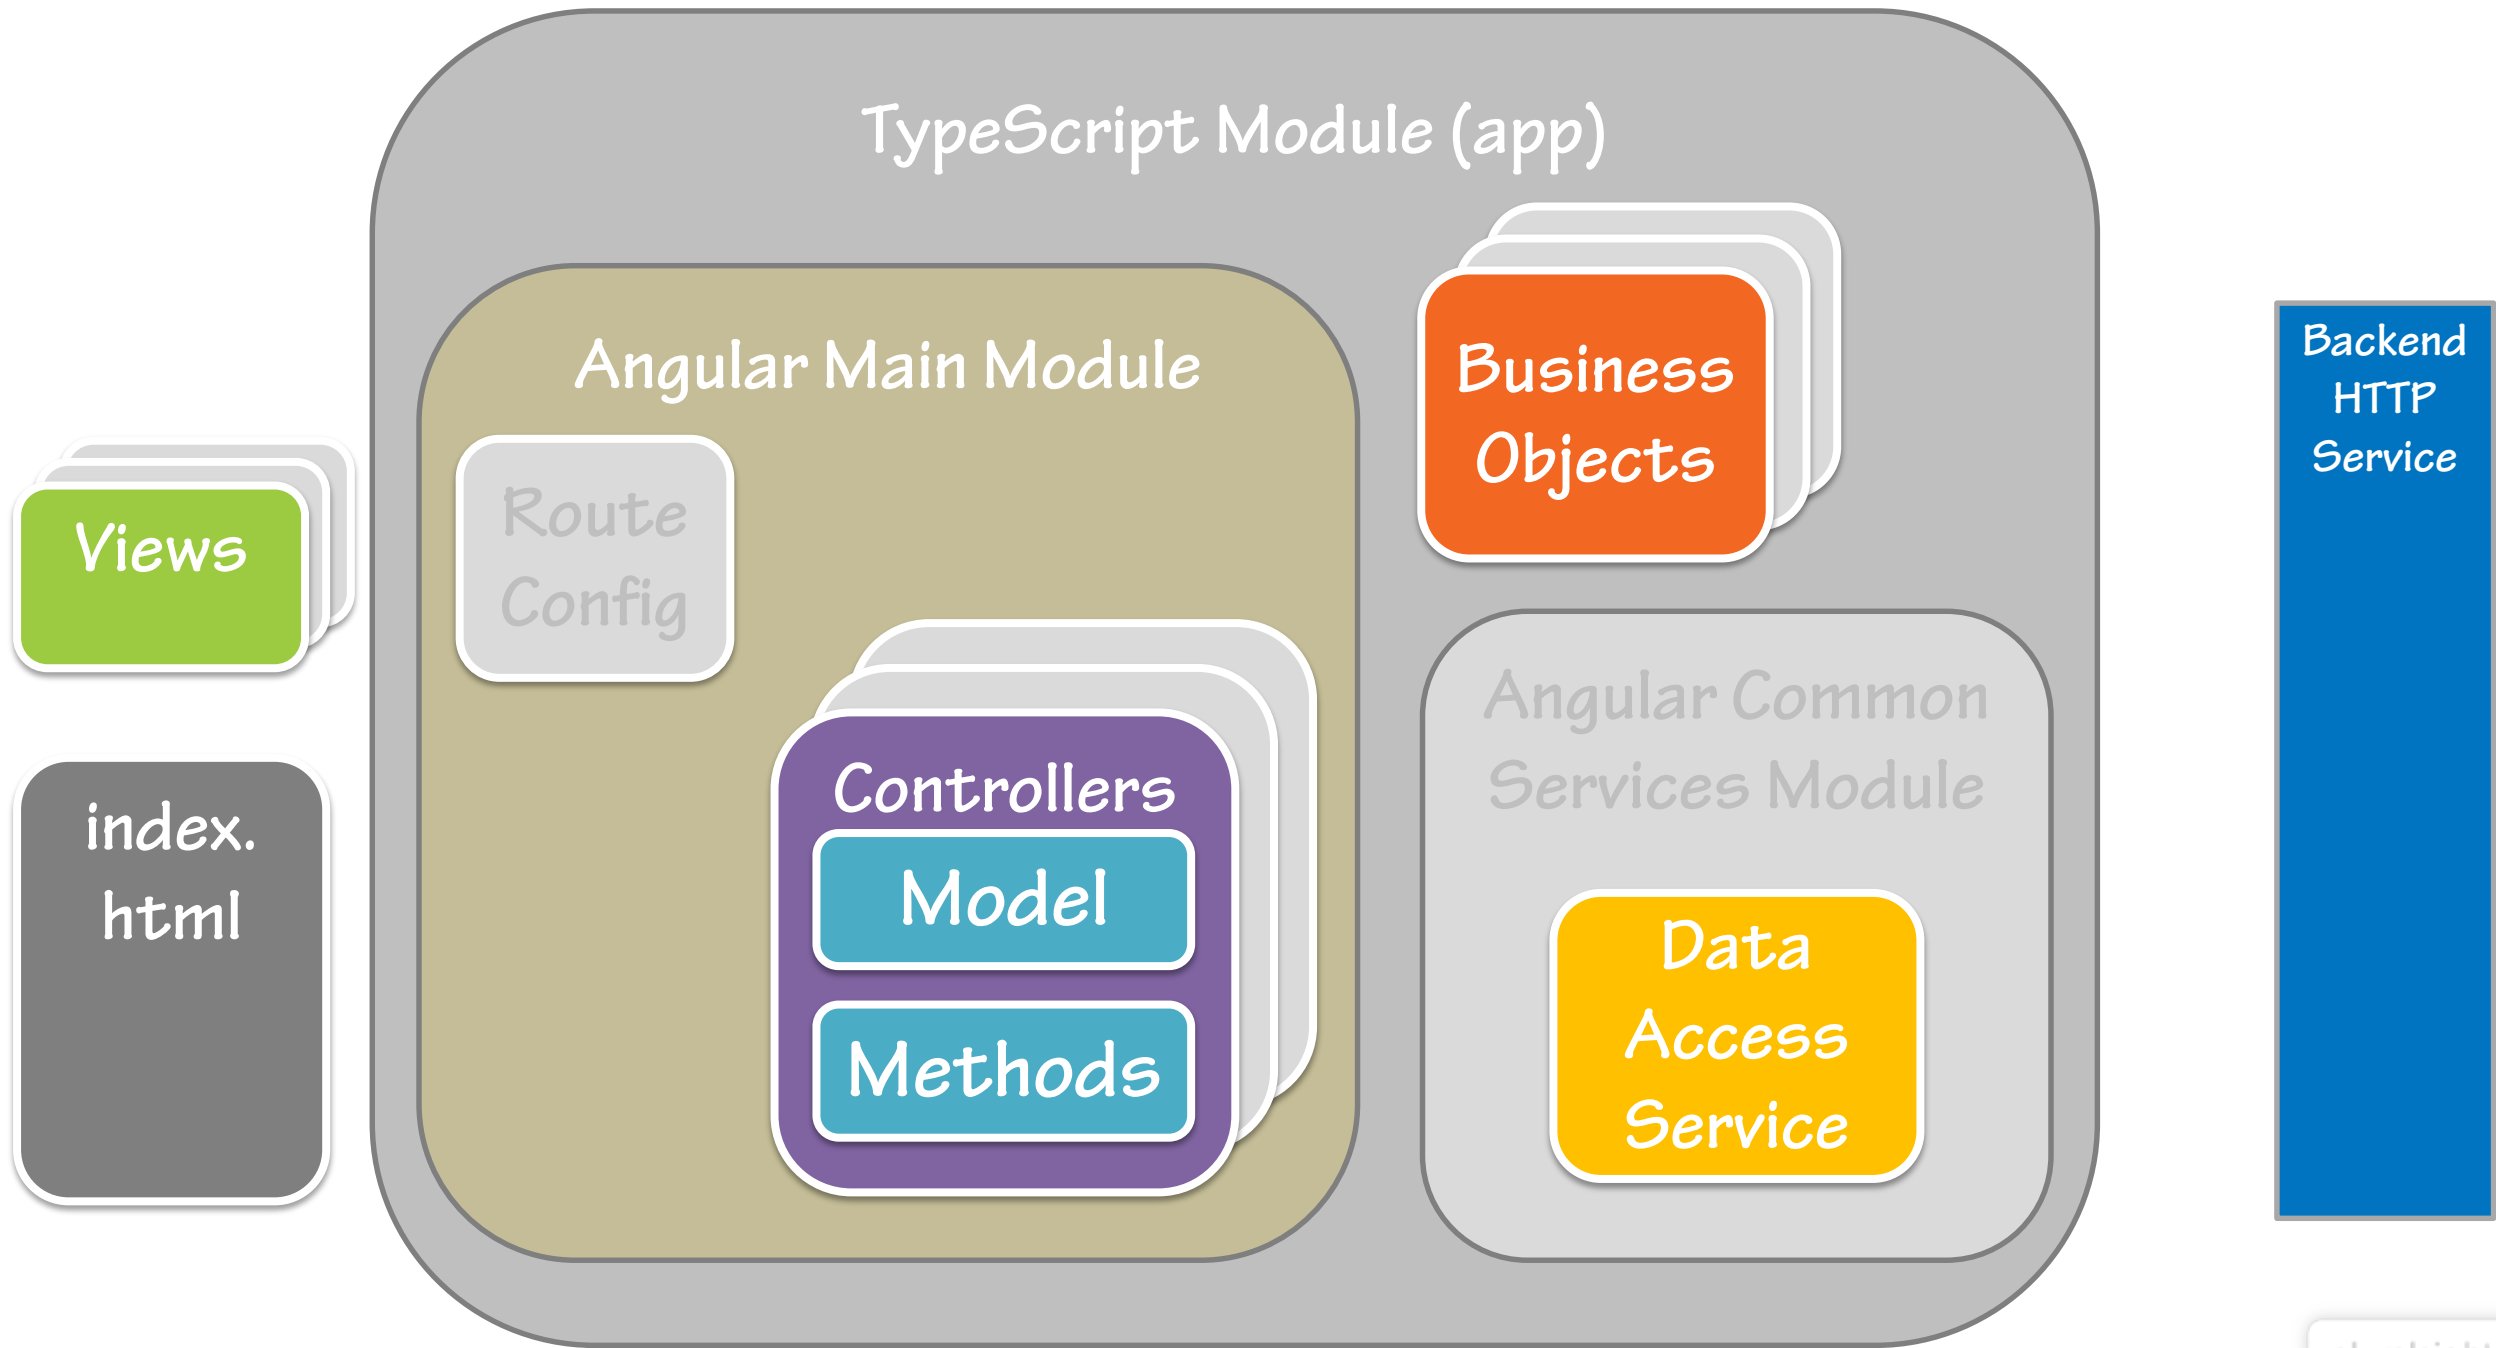 TypeScript Module (app)
Angular Main Module
Route
Config
Controllers
Model
Methods
Business
Objects
Angular Common
Services Module
Data
Access
Service
Views
index.
html
Backend
HTTP
Service